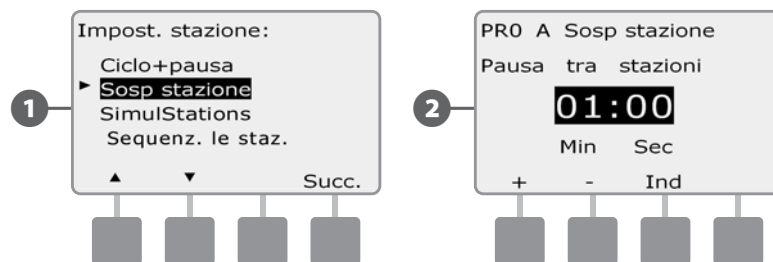 1
Impost. stazione:
Ciclo+pausa
► Sosp stazione
SimulStations
Sequenz. le staz.
▲ ▼ Succ.
2
PR0 A Sosp stazione
Pausa tra stazioni
01:00
Min Sec
+ - Ind